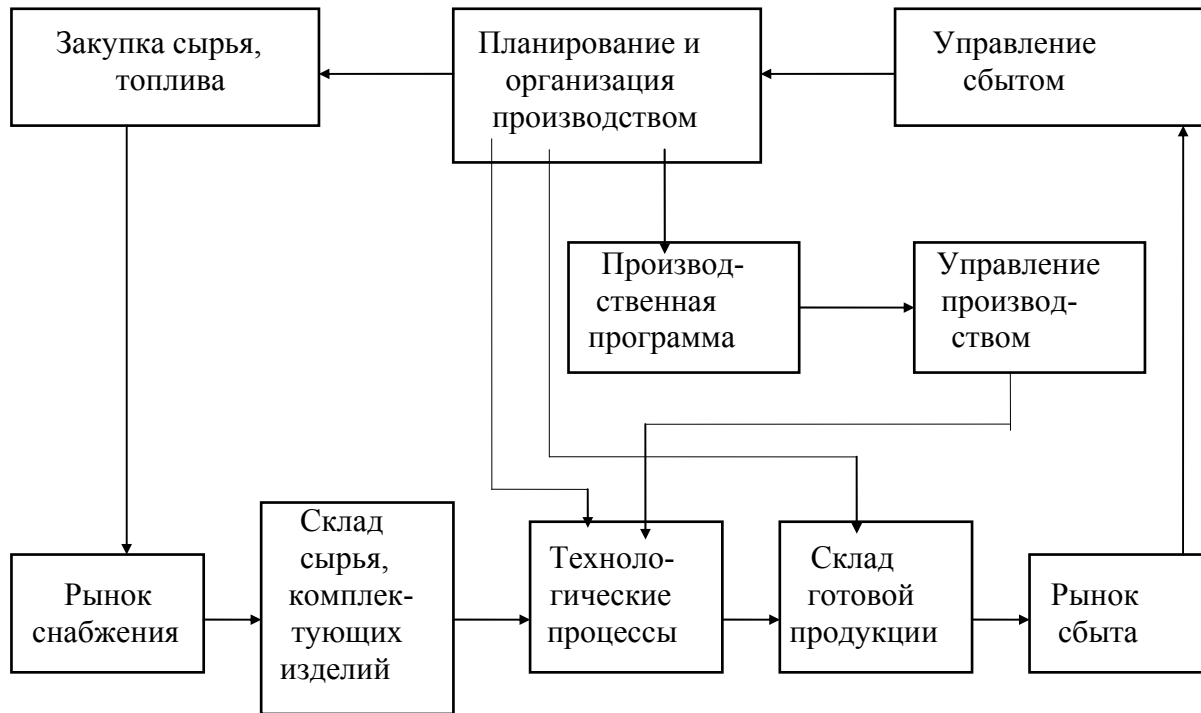 Закупка сырья,
топлива
Планирование и
организация
производством
Управление
сбытом
Производ-
ственная
программа
Управление
производ-
ством
Рынок
снабжения
Склад
сырья,
комплек-
тующих
изделий
Техноло-
гические
процессы
Склад
готовой
продукции
Рынок
сбыта